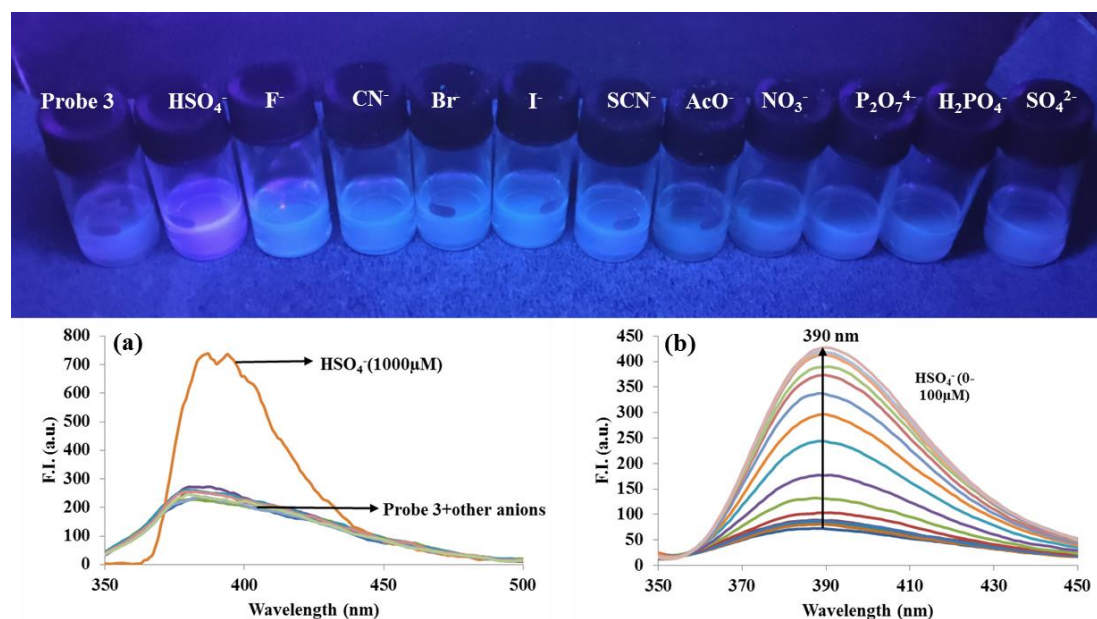 Probe 3 HSO₄⁻ F⁻ CN⁻ Br⁻ I⁻ SCN⁻ AcO⁻ NO₃⁻ P₂O₇⁴⁻ H₂PO₄⁻ SO₄²⁻
(a)
800
700
600
500
400
300
200
100
0
F.I. (a.u.)
HSO₄⁻(1000µM)
Probe 3+other anions
350 400 450 500
Wavelength (nm)
(b)
450
400
350
300
250
200
150
100
50
0
F.I. (a.u.)
390 nm
HSO₄⁻(0-
100µM)
350 370 390 410 430 450
Wavelength (nm)